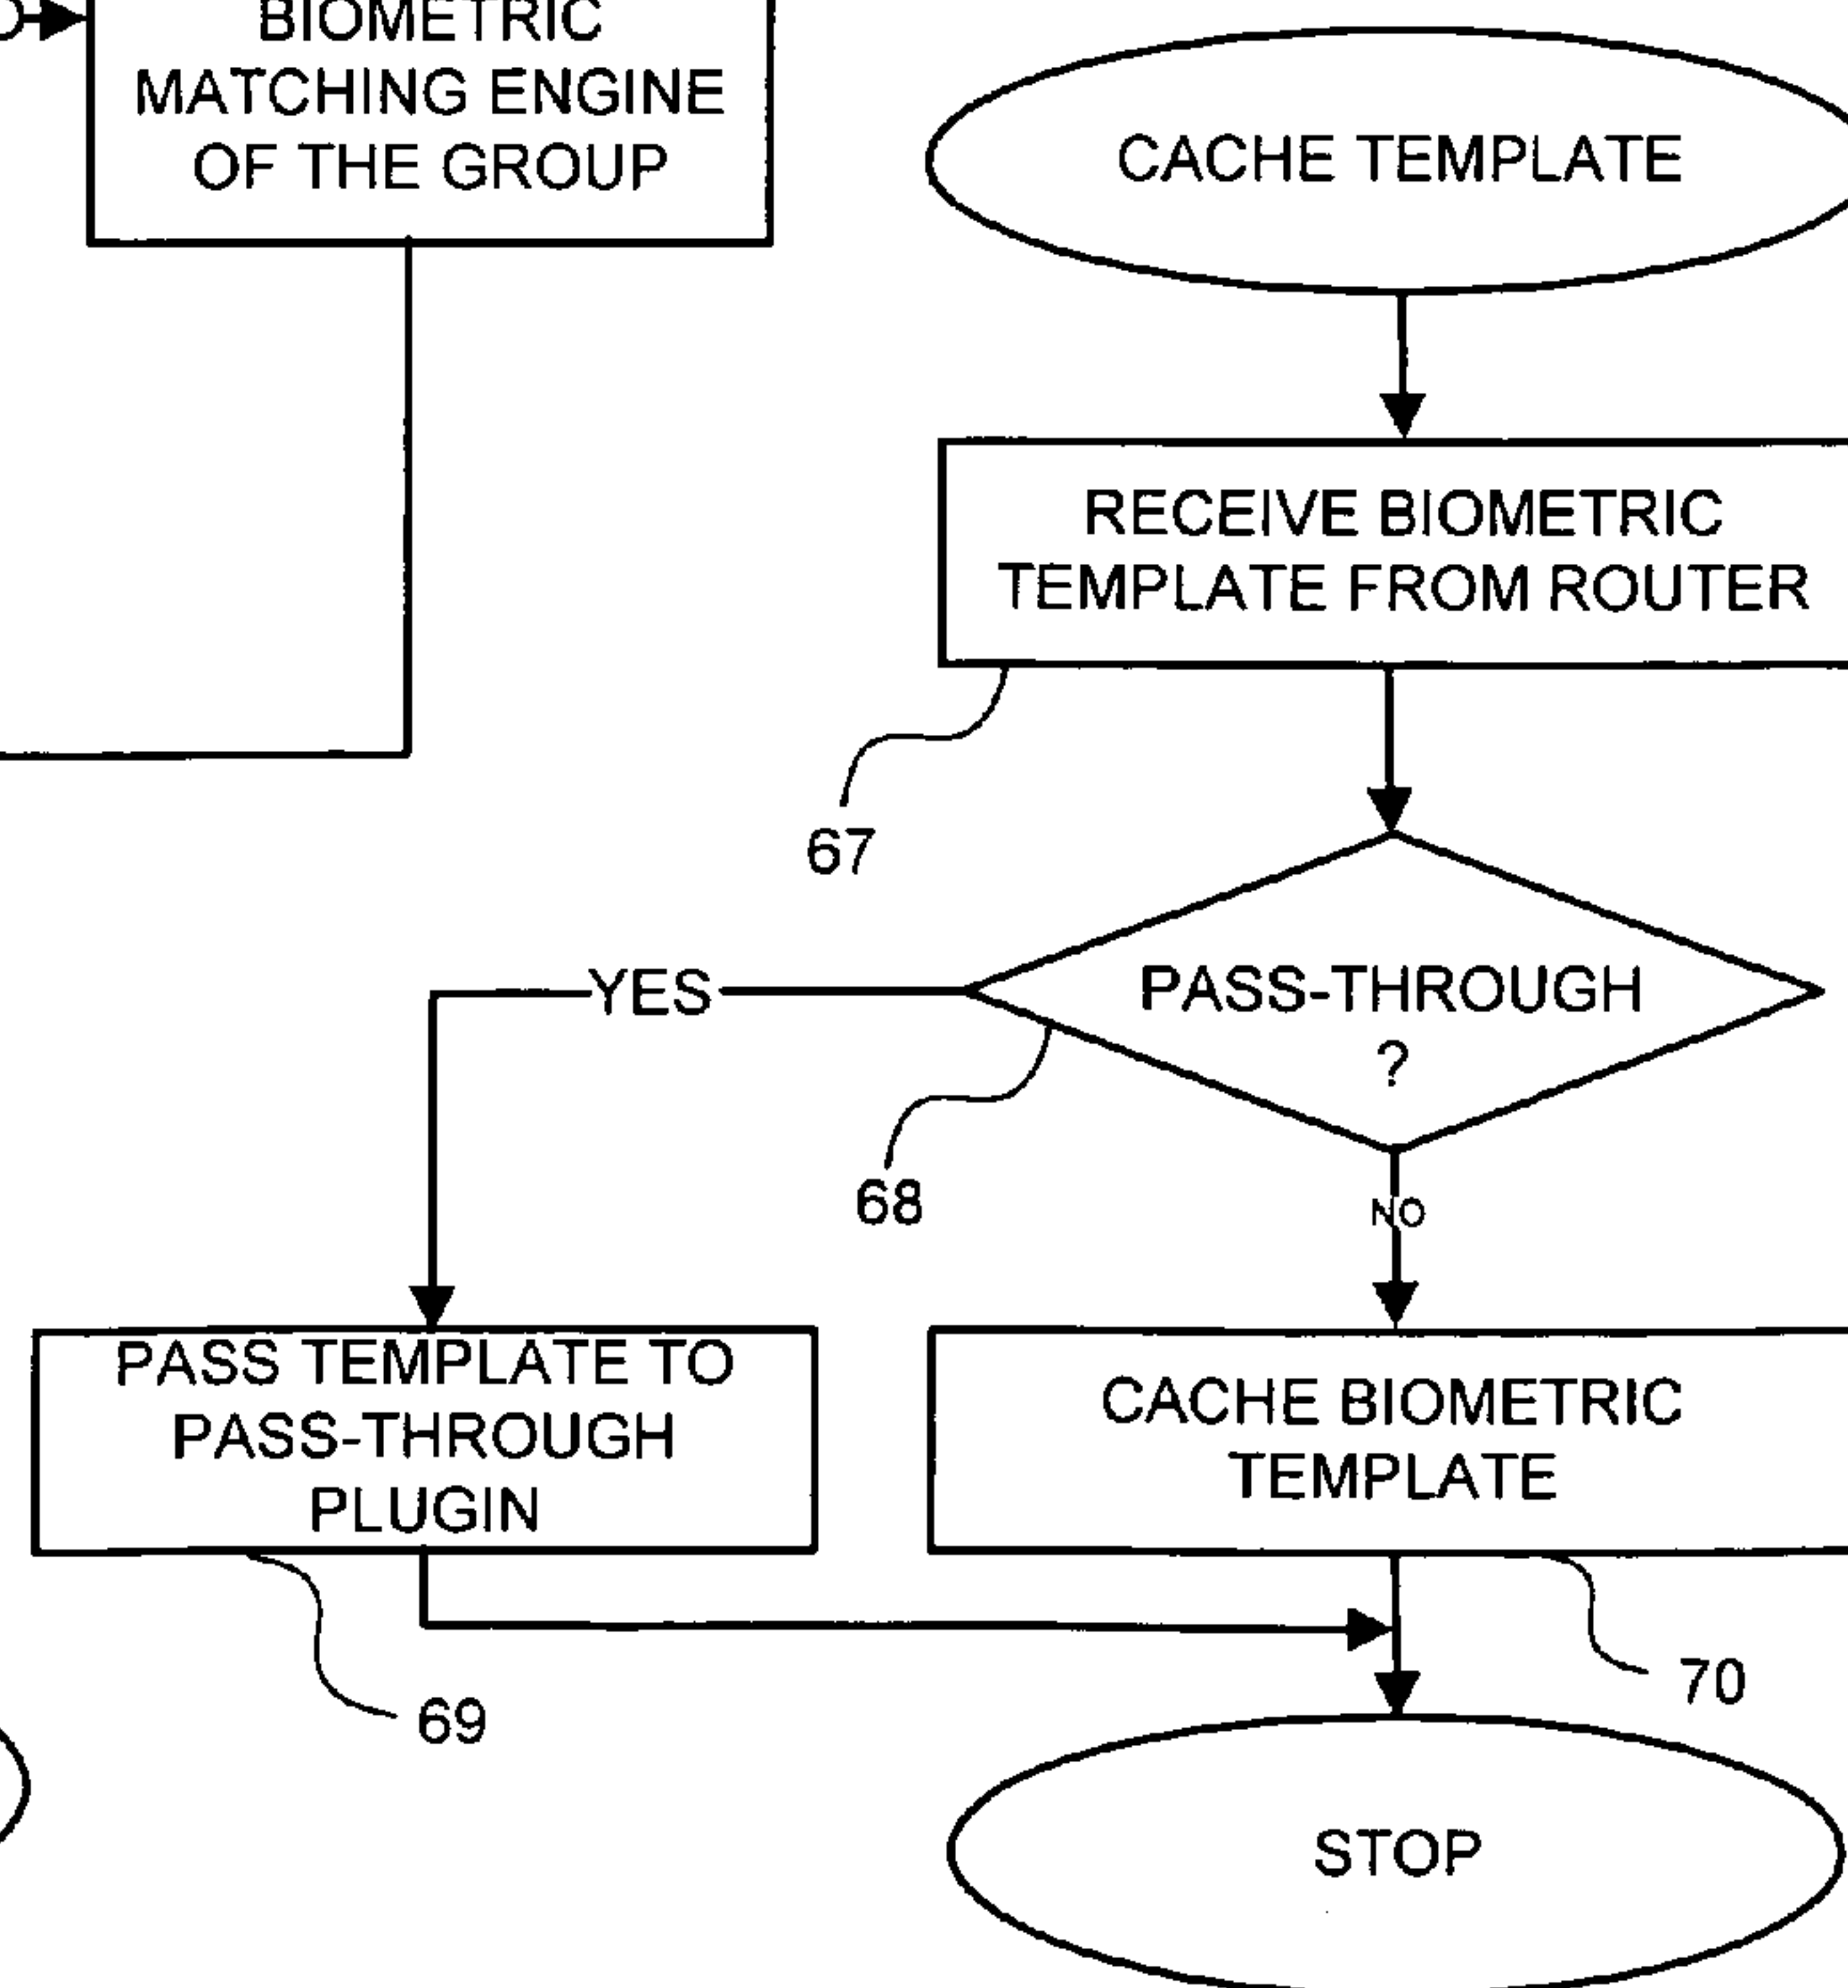 BIOMETRIC
MATCHING ENGINE
OF THE GROUP
CACHE TEMPLATE
RECEIVE BIOMETRIC
TEMPLATE FROM ROUTER
67
PASS-THROUGH
?
YES
68
NO
PASS TEMPLATE TO
PASS-THROUGH
PLUGIN
CACHE BIOMETRIC
TEMPLATE
69
70
STOP